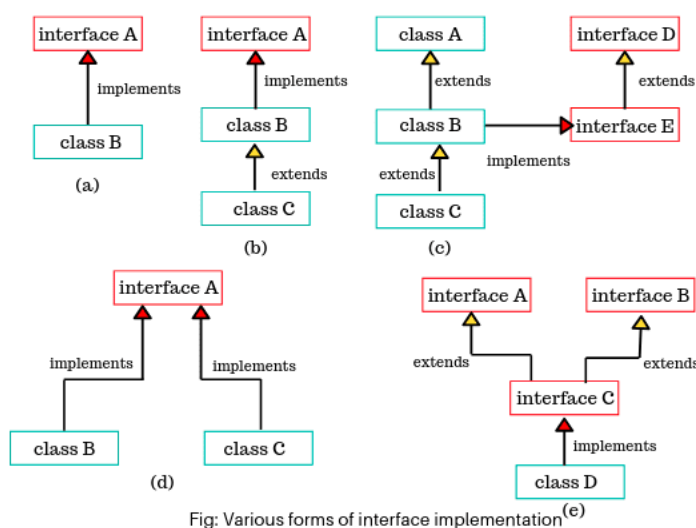 interface A
implements
class B
(a)
interface A
implements
class B
extends
class C
(b)
class A
extends
class B
extends
class C
(c)
implements
interface D
extends
interface E
interface A
implements
implements
class B
class C
(d)
interface A
interface B
extends
extends
interface C
implements
class D
(e)
Fig: Various forms of interface implementation